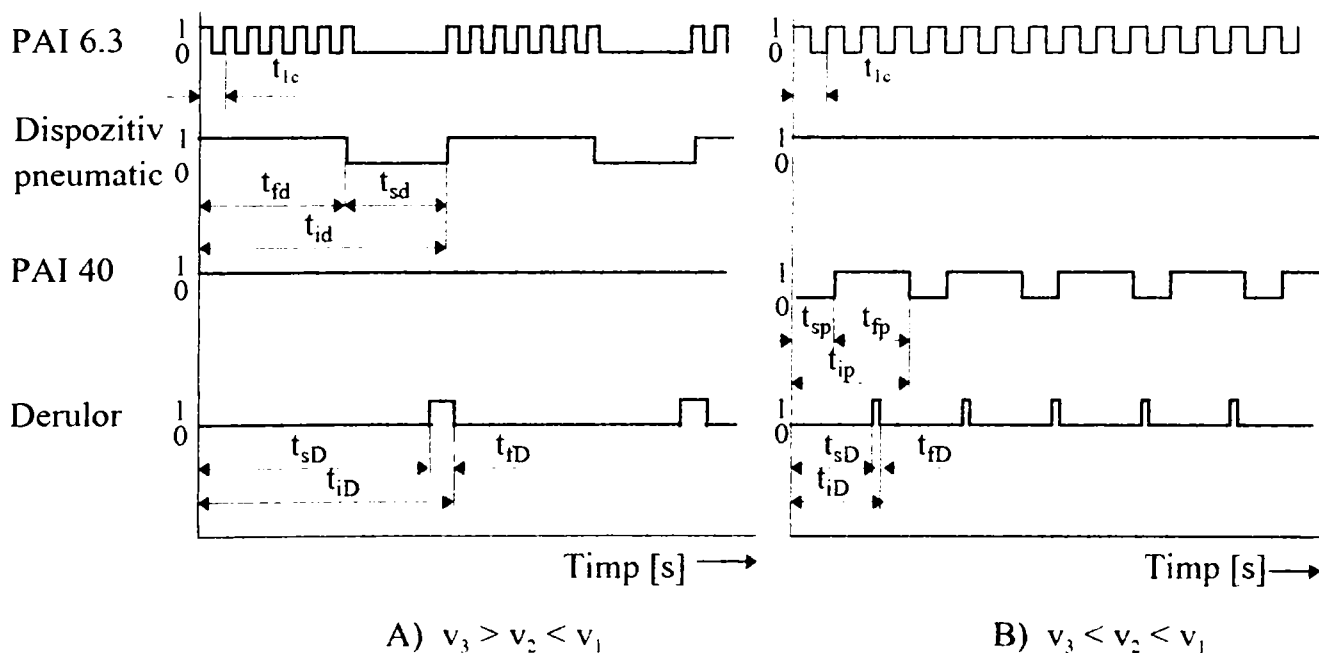 PAI 6.3 1 0 t1c 1 0 t1c
Dispozitiv pneumatic 1 0 1 0
tfd tsd
tid
PAI 40 1 0 1 0
tsp tfp
tip
Derulor 1 0 1 0
tsD tfD tsD tfD
tiD tiD
Timp [s] Timp [s]
A) v3 > v2 < v1 B) v3 < v2 < v1